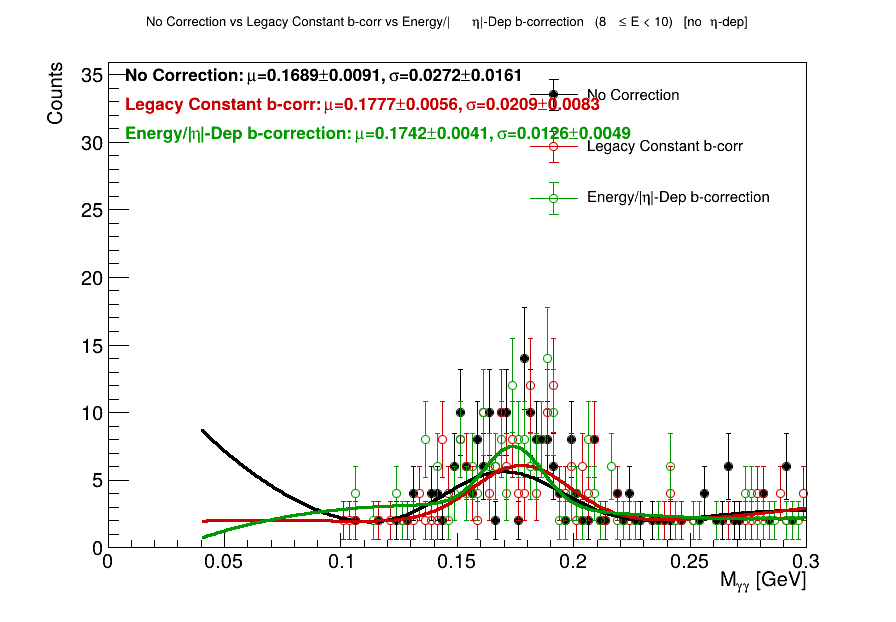 No Correction vs Legacy Constant b-corr vs Energy/| η|-Dep b-correction (8 ≤ E < 10) [no η-dep]
Counts
No Correction: μ=0.1689±0.0091, σ=0.0272±0.0161
Legacy Constant b-corr: μ=0.1777±0.0056, σ=0.0209±0.0083
Energy/|η|-Dep b-correction: μ=0.1742±0.0041, σ=0.0126±0.0049
No Correction
Legacy Constant b-corr
Energy/|η|-Dep b-correction
35
30
25
20
15
10
5
0
0 0.05 0.1 0.15 0.2 0.25 0.3
Mγγ [GeV]